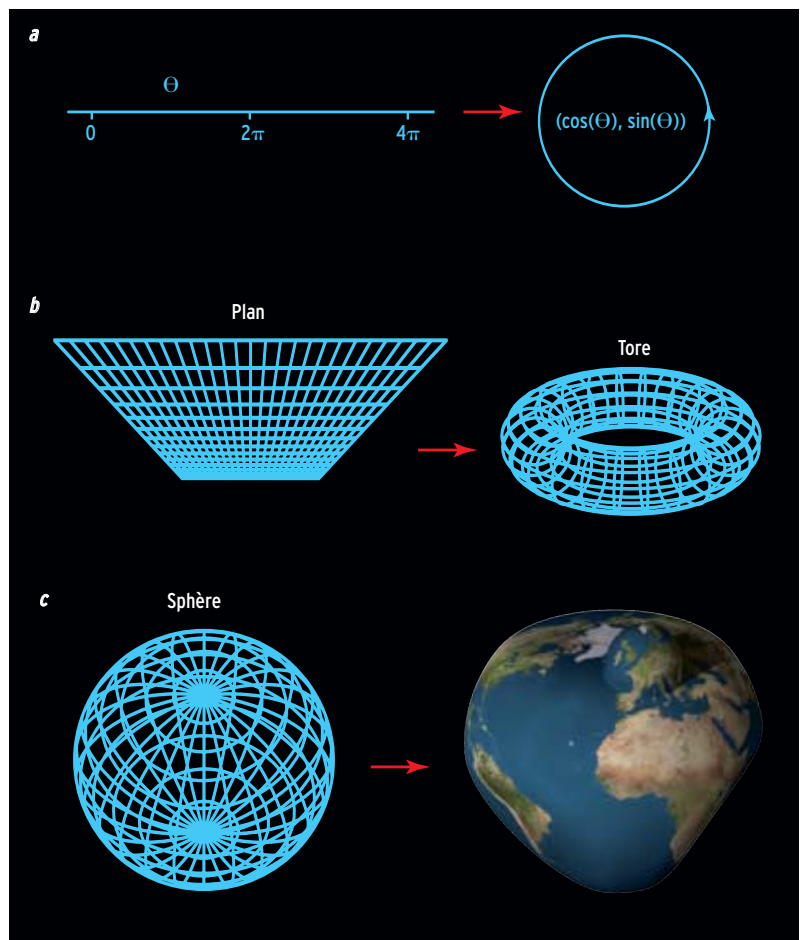 a
Θ
0 2π 4π
(cos(Θ), sin(Θ))
b
Plan
Tore
c
Sphère